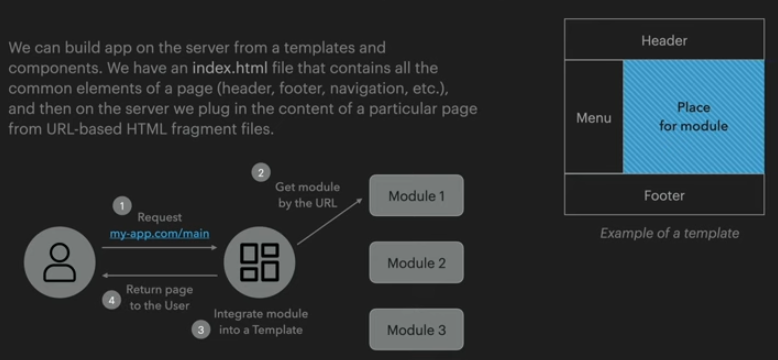 We can build app on the server from a templates and
components. We have an index.html file that contains all the
common elements of a page (header, footer, navigation, etc.),
and then on the server we plug in the content of a particular page
from URL-based HTML fragment files.
Header
Menu
Place
for module
Footer
Example of a template
1
Request
my-app.com/main
2
Get module
by the URL
Module 1
Module 2
Module 3
4
Return page
to the User
3
Integrate module
into a Template